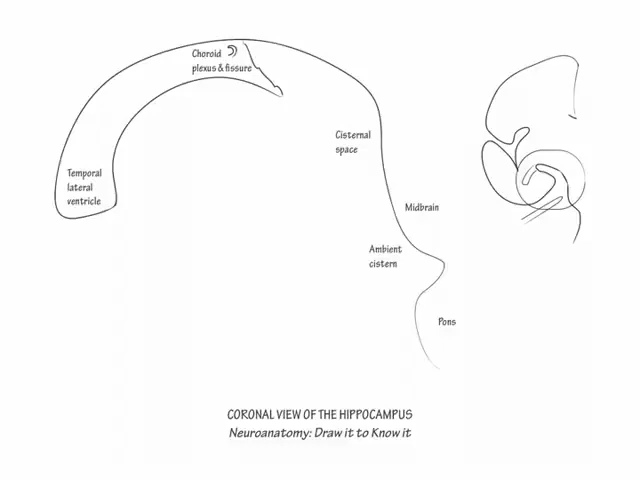 Choroid
plexus & fissure
Cisternal
space
Temporal
lateral
ventricle
Midbrain
Ambient
cistern
Pons
CORONAL VIEW OF THE HIPPOCAMPUS
Neuroanatomy: Draw it to Know it